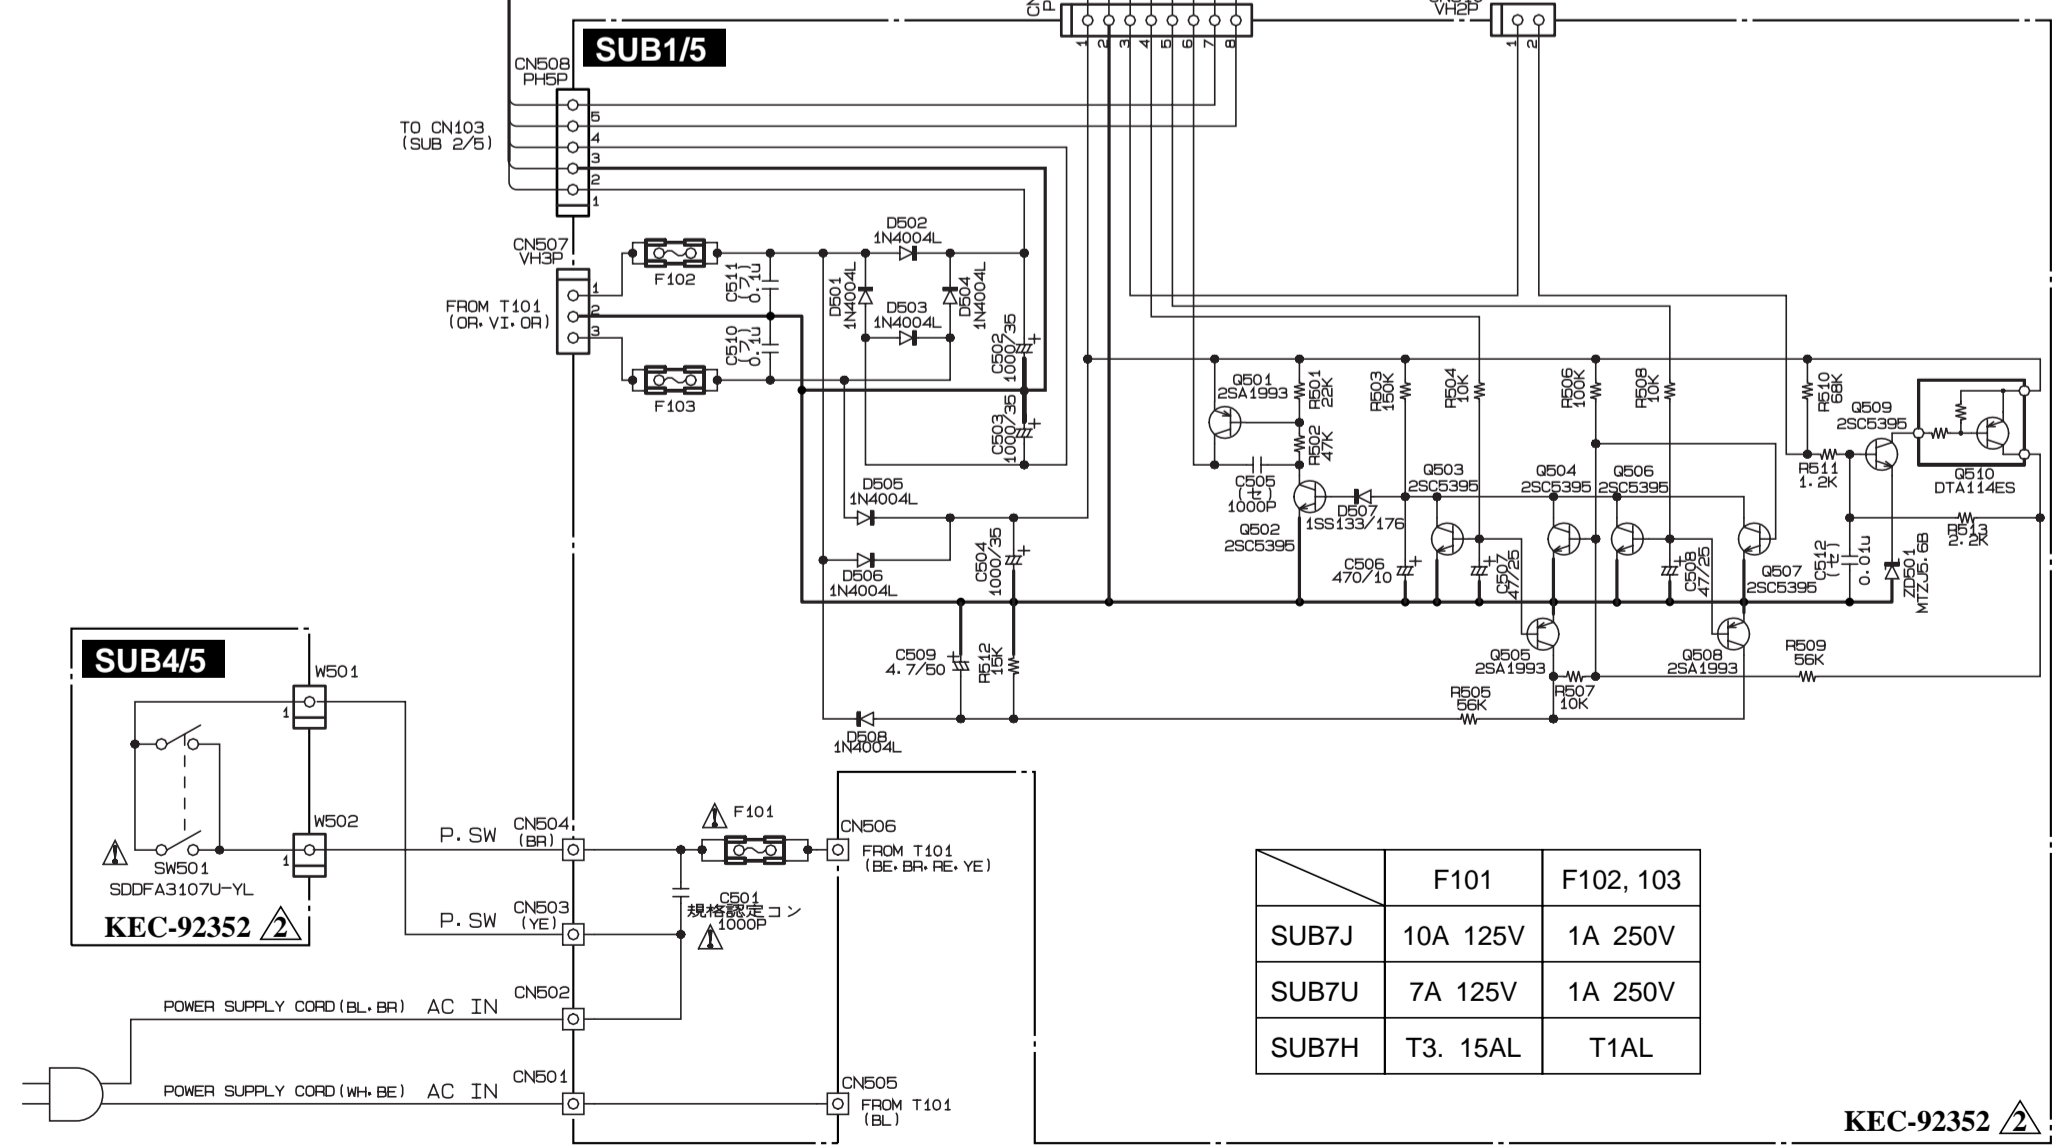 VH2P
SUB1/5
1 2 3 4 5 6 7 8
1 2
CN508
PH5P
TO CN103
(SUB 2/5)
5
4
3
2
1
CN507
VH3P
FROM T101
(OR.VI.OR)
1
2
3
F102
F103
C511
(フ)
0.1u
C510
(フ)
0.1u
D502
1N4004L
D501
1N4004L
D503
1N4004L
D504
1N4004L
C502
1000/35
C503
1000/35
D505
1N4004L
D506
1N4004L
C504
1000/35
C509
4.7/50
R512
15K
D508
1N4004L
Q501
2SA1993
R501
22K
R502
47K
C505
(セ)
1000P
Q502
2SC5395
D507
1SS133/176
R503
150K
R504
10K
Q503
2SC5395
C506
470/10
C507
47/25
Q504
2SC5395
R506
100K
R508
10K
Q506
2SC5395
C508
47/25
Q507
2SC5395
Q505
2SA1993
Q508
2SA1993
R505
56K
R507
10K
R509
56K
R510
68K
R511
1.2K
Q509
2SC5395
Q510
DTA114ES
R513
2.2K
C512
(セ)
0.01u
ZD501
MTZJ5.6B
SUB4/5
W501
1
W502
1
SW501
SDDFA3107U-YL
KEC-92352 2
P.SW
CN504
(BR)
P.SW
CN503
(YE)
F101
CN506
FROM T101
(BE.BR.RE.YE)
C501
規格認定コン
1000P
POWER SUPPLY CORD(BL.BR) AC IN
CN502
POWER SUPPLY CORD(WH.BE) AC IN
CN501
CN505
FROM T101
(BL)
F101 F102, 103
SUB7J 10A 125V 1A 250V
SUB7U 7A 125V 1A 250V
SUB7H T3. 15AL T1AL
KEC-92352 2